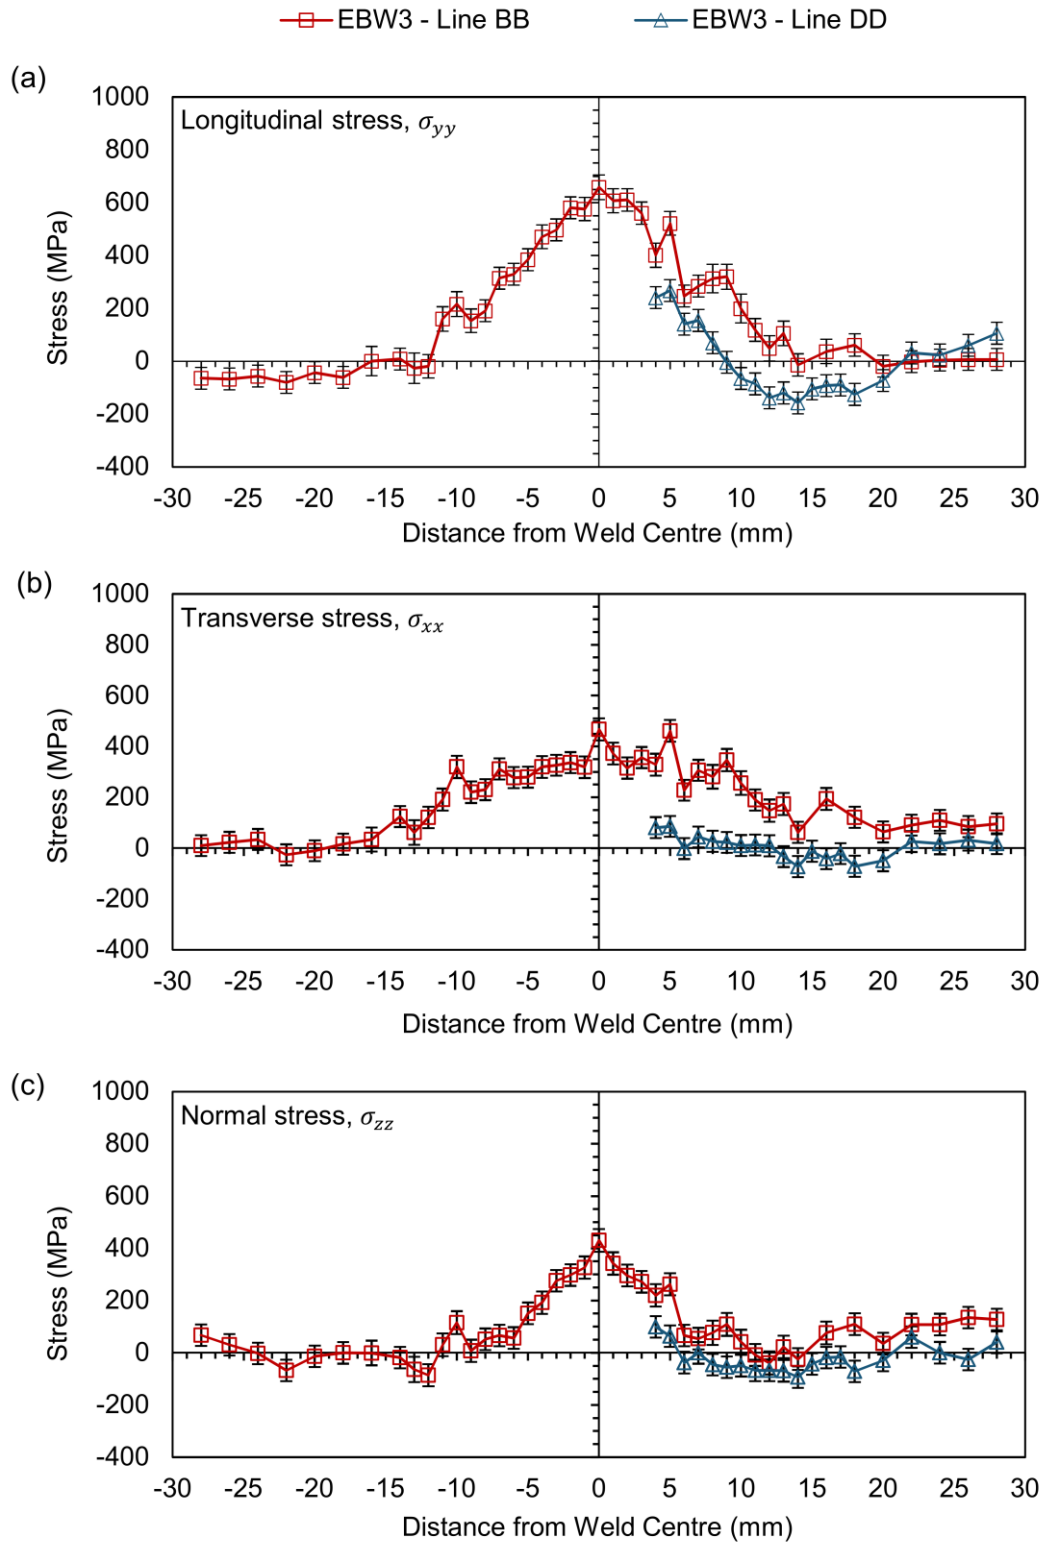 EBW3 - Line BB EBW3 - Line DD
(a)
Longitudinal stress, σyy
1000
800
600
400
200
0
-200
-400
Stress (MPa)
-30 -25 -20 -15 -10 -5 0 5 10 15 20 25 30
Distance from Weld Centre (mm)
(b)
Transverse stress, σxx
1000
800
600
400
200
0
-200
-400
Stress (MPa)
-30 -25 -20 -15 -10 -5 0 5 10 15 20 25 30
Distance from Weld Centre (mm)
(c)
Normal stress, σzz
1000
800
600
400
200
0
-200
-400
Stress (MPa)
-30 -25 -20 -15 -10 -5 0 5 10 15 20 25 30
Distance from Weld Centre (mm)